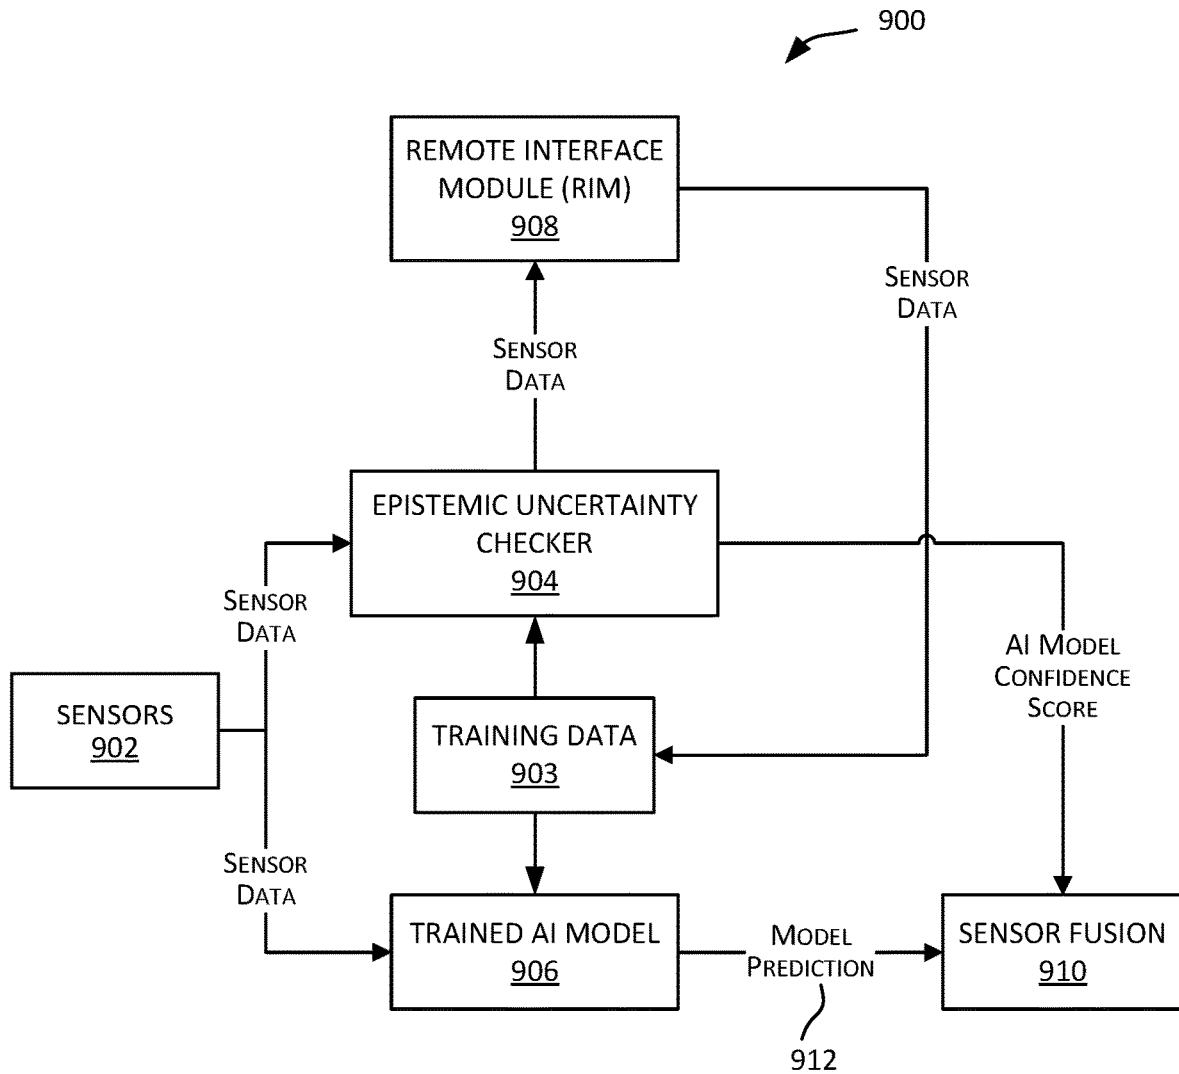 900
REMOTE INTERFACE
MODULE (RIM)
908
SENSOR
DATA
SENSOR
DATA
EPISTEMIC UNCERTAINTY
CHECKER
904
SENSOR
DATA
AI MODEL
CONFIDENCE
SCORE
SENSORS
902
TRAINING DATA
903
SENSOR
DATA
TRAINED AI MODEL
906
MODEL
PREDICTION
SENSOR FUSION
910
912